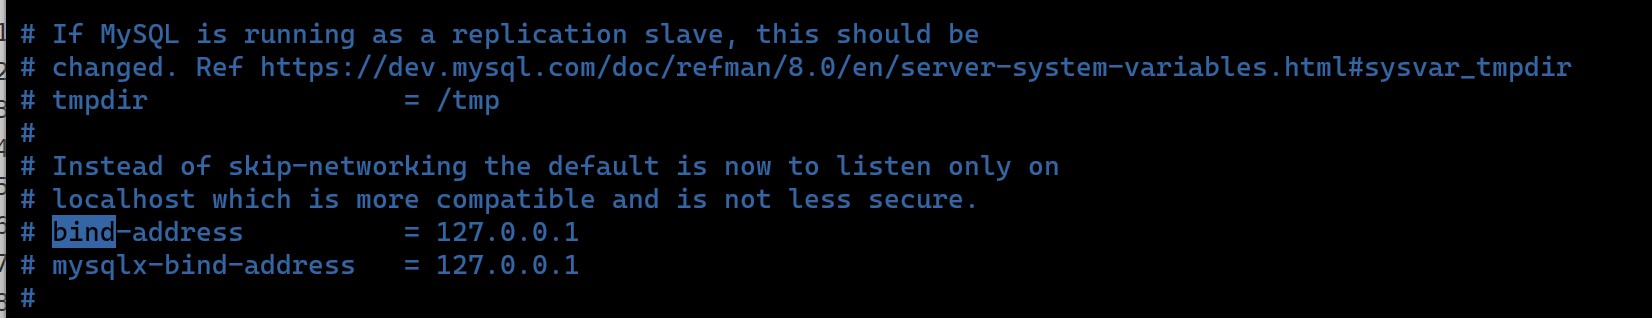 # If MySQL is running as a replication slave, this should be
# changed. Ref https://dev.mysql.com/doc/refman/8.0/en/server-system-variables.html#sysvar_tmpdir
# tmpdir                = /tmp
#
# Instead of skip-networking the default is now to listen only on
# localhost which is more compatible and is not less secure.
# bind-address          = 127.0.0.1
# mysqlx-bind-address   = 127.0.0.1
#